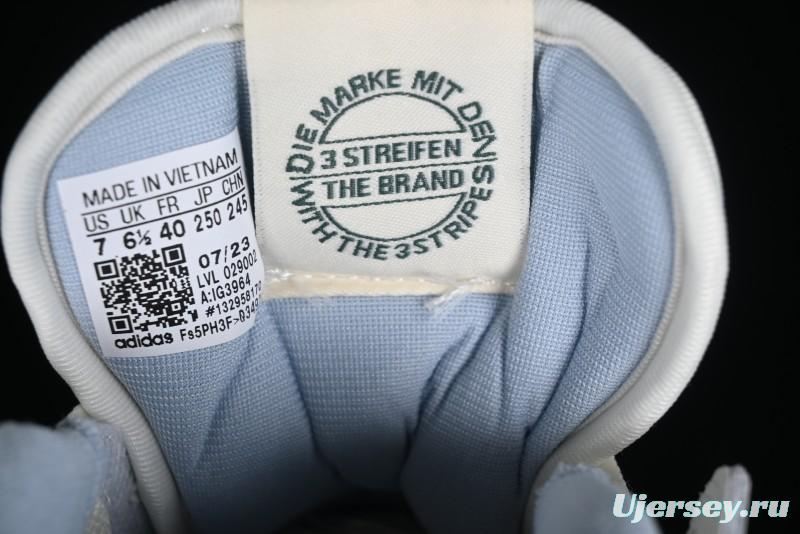 MADE IN VIETNAM
US UK FR JP CHN
7 6½ 40 250 245
07/23
LVL 029002
A:IG3964
adidas
DIE MARKE MIT DEN
3 STREIFEN
THE BRAND
WITH THE 3 STRIPES
Ujersey.ru